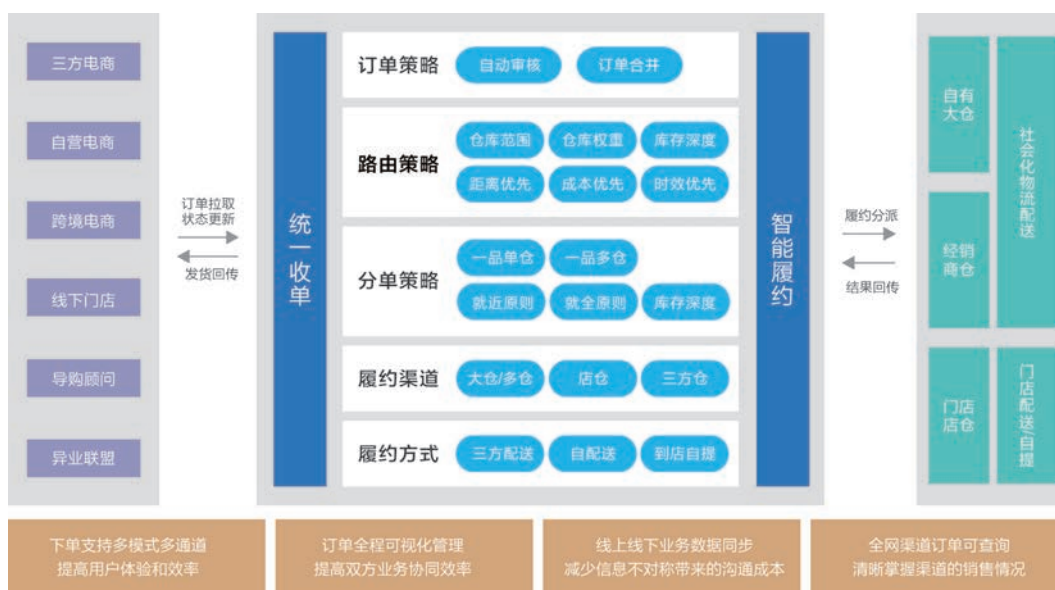 三方电商
自营电商
跨境电商
线下门店
导购顾问
异业联盟
订单拉取
状态更新
发货回传
统一收单
订单策略
自动审核
订单合并
路由策略
仓库范围
仓库权重
库存深度
距离优先
成本优先
时效优先
分单策略
一品单仓
一品多仓
就近原则
就全原则
库存深度
履约渠道
大仓/多仓
店仓
三方仓
履约方式
三方配送
自配送
到店自提
智能履约
履约分派
结果回传
自有
大仓
经销
商仓
社会化物流配送
门店
店仓
门店配送/自提
下单支持多模式多通道
提高用户体验和效率
订单全程可视化管理
提高双方业务协同效率
线上线下业务数据同步
减少信息不对称带来的沟通成本
全网渠道订单可查询
清晰掌握渠道的销售情况